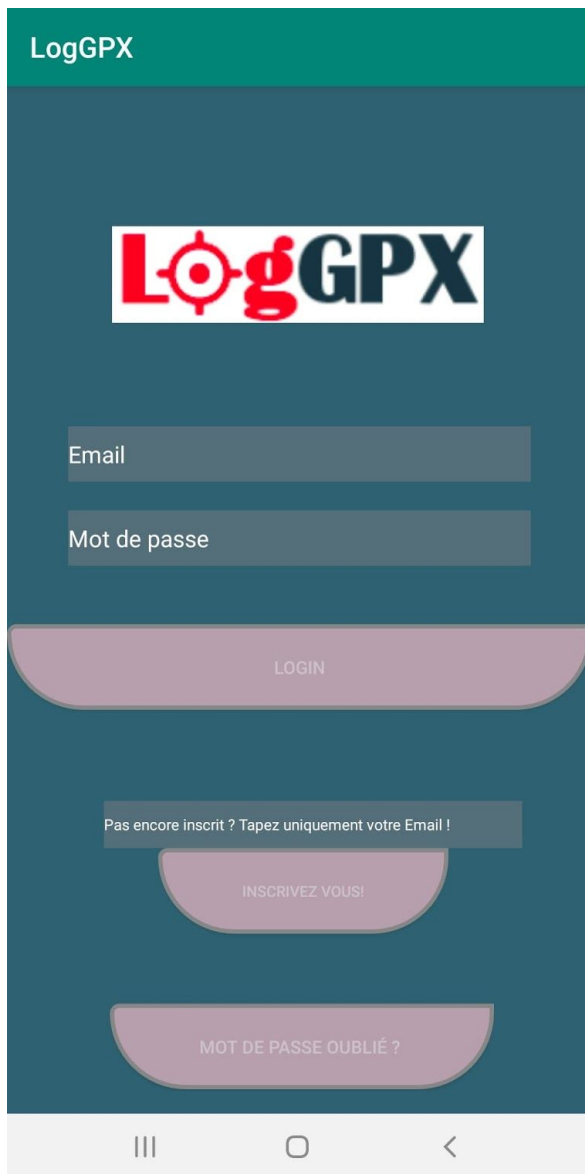 LogGPX
LogGPX
Email
Mot de passe
LOGIN
Pas encore inscrit ? Tapez uniquement votre Email !
INSCRIVEZ VOUS!
MOT DE PASSE OUBLIÉ ?